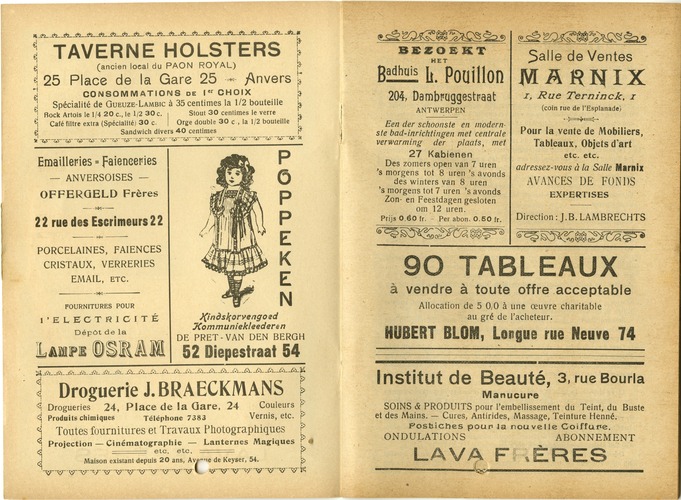 TAVERNE HOLSTERS
(ancien local du PAON ROYAL)
25 Place de la Gare 25 - Anvers
CONSOMMATIONS DE 1er CHOIX
Spécialité de GUEUZE-LAMBIC à 35 centimes la 1/2 bouteille
Bock Artois le 1/4 20 c., le 1/2 30 c. Stout 30 centimes le verre
Café filtre extra (Spécialité) 30 c. Orge double 30 c., la 1/2 bouteille
Sandwich divers 40 centimes
Emailleries - Faienceries
— ANVERSOISES —
OFFERGELD Frères
22 rue des Escrimeurs 22
PORCELAINES, FAIENCES
CRISTAUX, VERRERIES
EMAIL, ETC.
FOURNITURES POUR
l'ELECTRICITÉ
Dépôt de la
LAMPE OSRAM
POPPEKEN
Kindskorvengoed
Kommuniekleederen
DE PRET-VAN DEN BERGH
52 Diepestraat 54
Droguerie J. BRAECKMANS
Drogueries 24, Place de la Gare, 24 Couleurs
Produits chimiques Téléphone 7383 Vernis, etc.
Toutes fournitures et Travaux Photographiques
Projection — Cinématographie — Lanternes Magiques
etc. etc.
Maison existant depuis 20 ans, Avenue de Keyser, 54.
BEZOEKT
HET
Badhuis L. Pouillon
204, Dambruggestraat
ANTWERPEN
Een der schoonste en modern-
ste bad-inrichtingen met centrale
verwarming der plaats, met
27 Kabienen
Des zomers open van 7 uren
's morgens tot 8 uren 's avonds
des winters van 8 uren
's morgens tot 7 uren 's avonds
Zon- en Feestdagen gesloten
om 12 uren.
Prijs 0.60 fr. - Per abon. 0.50 fr.
Salle de Ventes
MARNIX
1, Rue Terninck, 1
(coin rue de l'Esplanade)
Pour la vente de Mobiliers,
Tableaux, Objets d'art
etc. etc.
adressez-vous à la Salle Marnix
AVANCES DE FONDS
EXPERTISES
Direction: J.B. LAMBRECHTS
90 TABLEAUX
à vendre à toute offre acceptable
Allocation de 5 0/0 à une œuvre charitable
au gré de l'acheteur.
HUBERT BLOM, Longue rue Neuve 74
Institut de Beauté, 3, rue Bourla
Manucure
SOINS & PRODUITS pour l'embellissement du Teint, du Buste
et des Mains. — Cures, Antirides, Massage, Teinture Henné.
Postiches pour la nouvelle Coiffure.
ONDULATIONS ABONNEMENT
LAVA FRÈRES